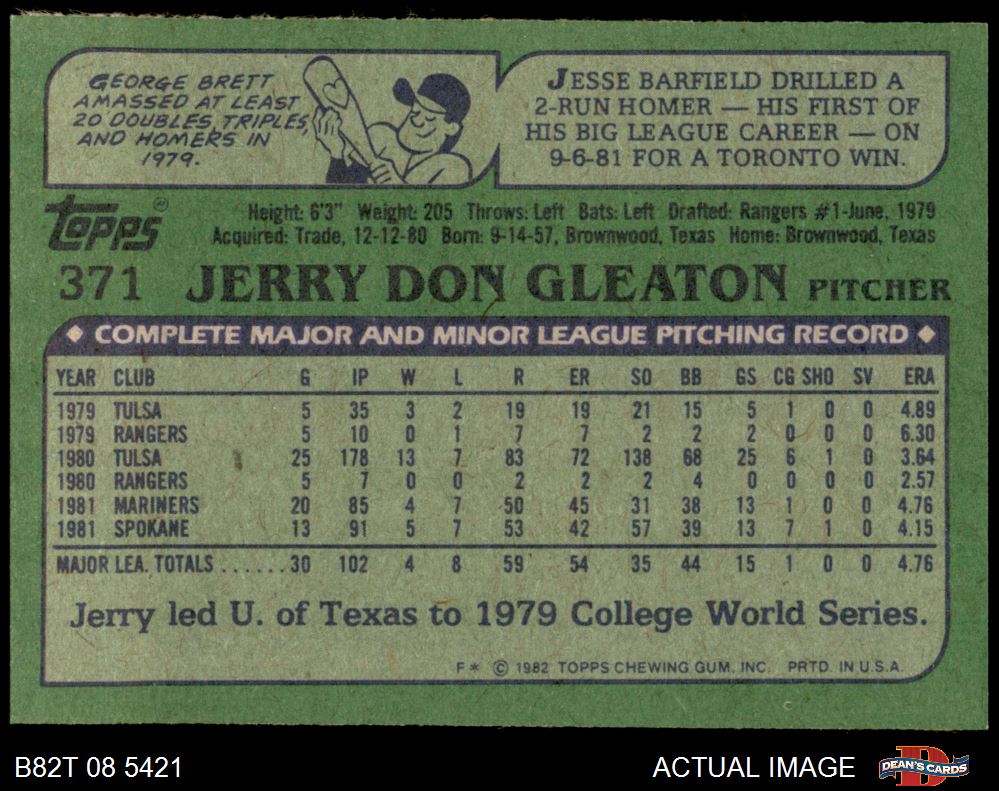 GEORGE BRETT
AMASSED AT LEAST
20 DOUBLES, TRIPLES,
AND HOMERS IN
1979.
JESSE BARFIELD DRILLED A
2-RUN HOMER — HIS FIRST OF
HIS BIG LEAGUE CAREER — ON
9-6-81 FOR A TORONTO WIN.
topps®
Height: 6'3" Weight: 205 Throws: Left Bats: Left Drafted: Rangers #1-June, 1979
Acquired: Trade, 12-12-80 Born: 9-14-57, Brownwood, Texas Home: Brownwood, Texas
371 JERRY DON GLEATON PITCHER
◆ COMPLETE MAJOR AND MINOR LEAGUE PITCHING RECORD ◆
YEAR CLUB G IP W L R ER SO BB GS CG SHO SV ERA
1979 TULSA 5 35 3 2 19 19 21 15 5 1 0 0 4.89
1979 RANGERS 5 10 0 1 7 7 2 2 2 0 0 0 6.30
1980 TULSA 25 178 13 7 83 72 138 68 25 6 1 0 3.64
1980 RANGERS 5 7 0 0 2 2 2 4 0 0 0 0 2.57
1981 MARINERS 20 85 4 7 50 45 31 38 13 1 0 0 4.76
1981 SPOKANE 13 91 5 7 53 42 57 39 13 7 1 0 4.15
MAJOR LEA. TOTALS ......30 102 4 8 59 54 35 44 15 1 0 0 4.76
Jerry led U. of Texas to 1979 College World Series.
F* © 1982 TOPPS CHEWING GUM, INC. PRTD. IN U.S.A.
B82T 08 5421
ACTUAL IMAGE
D
DEAN'S CARDS